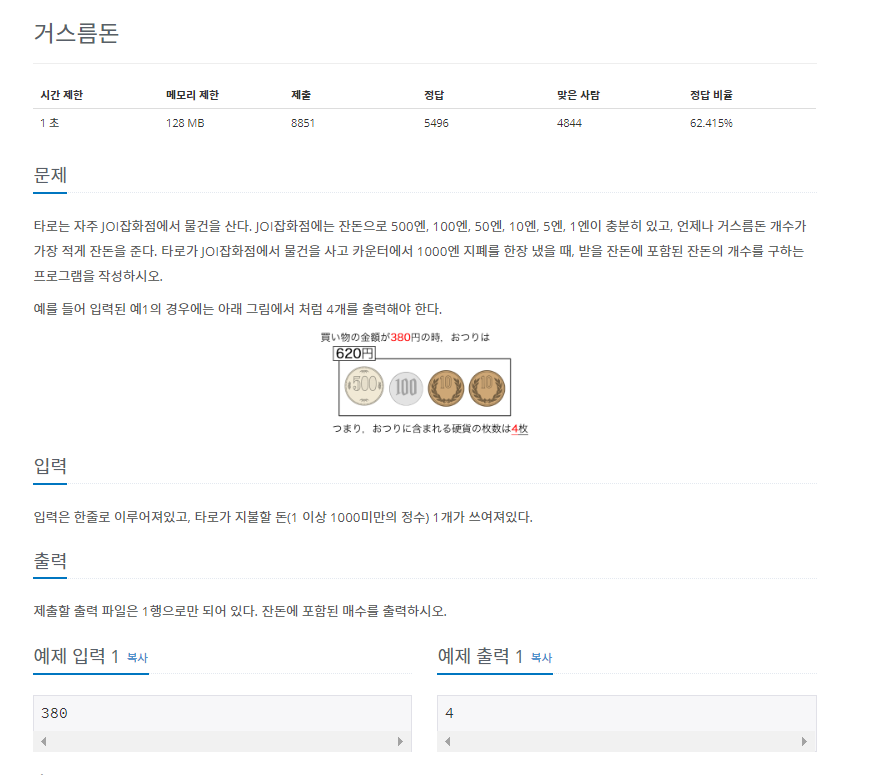 거스름돈
시간 제한 메모리 제한 제출 정답 맞은 사람 정답 비율
1 초 128 MB 8851 5496 4844 62.415%
문제
타로는 자주 JOI잡화점에서 물건을 산다. JOI잡화점에는 잔돈으로 500엔, 100엔, 50엔, 10엔, 5엔, 1엔이 충분히 있고, 언제나 거스름돈 개수가
가장 적게 잔돈을 준다. 타로가 JOI잡화점에서 물건을 사고 카운터에서 1000엔 지폐를 한장 냈을 때, 받을 잔돈에 포함된 잔돈의 개수를 구하는
프로그램을 작성하시오.
예를 들어 입력된 예1의 경우에는 아래 그림에서 처럼 4개를 출력해야 한다.
買い物の金額が380円の時，おつりは
620円
500 100 10 10
つまり，おつりに含まれる硬貨の枚数は4枚
입력
입력은 한줄로 이루어져있고, 타로가 지불할 돈(1 이상 1000미만의 정수) 1개가 쓰여져있다.
출력
제출할 출력 파일은 1행으로만 되어 있다. 잔돈에 포함된 매수를 출력하시오.
예제 입력 1 복사
380
예제 출력 1 복사
4